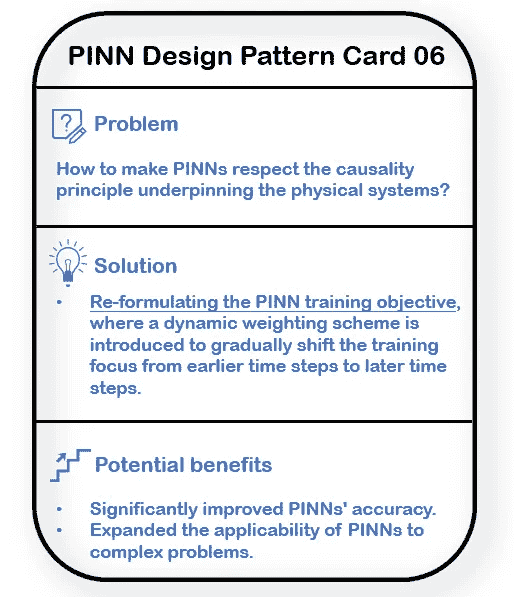 PINN Design Pattern Card 06
?
Problem
How to make PINNs respect the causality
principle underpinning the physical systems?
Solution
• Re-formulating the PINN training objective,
where a dynamic weighting scheme is
introduced to gradually shift the training
focus from earlier time steps to later time
steps.
Potential benefits
• Significantly improved PINNs' accuracy.
• Expanded the applicability of PINNs to
complex problems.